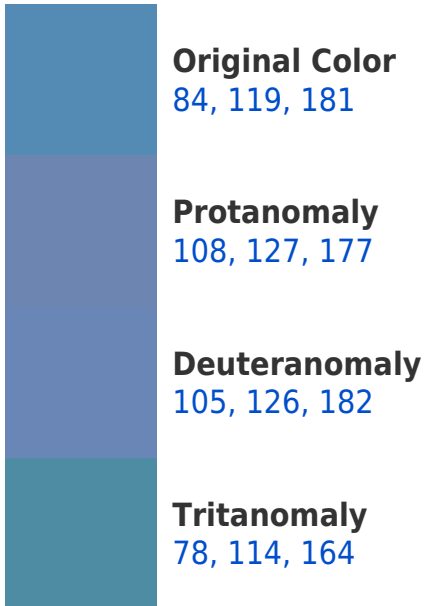 Original Color
84, 119, 181
Protanomaly
108, 127, 177
Deuteranomaly
105, 126, 182
Tritanomaly
78, 114, 164